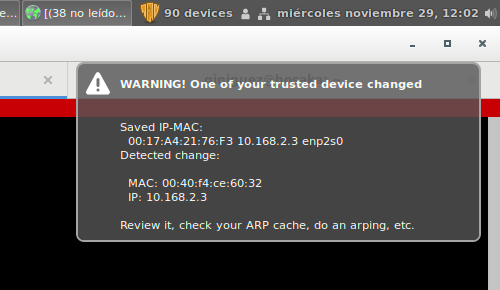 e... [(38 no leído... 90 devices miércoles noviembre 29, 12:02
WARNING! One of your trusted device changed
Saved IP-MAC:
00:17:A4:21:76:F3 10.168.2.3 enp2s0
Detected change:
MAC: 00:40:f4:ce:60:32
IP: 10.168.2.3
Review it, check your ARP cache, do an arping, etc.